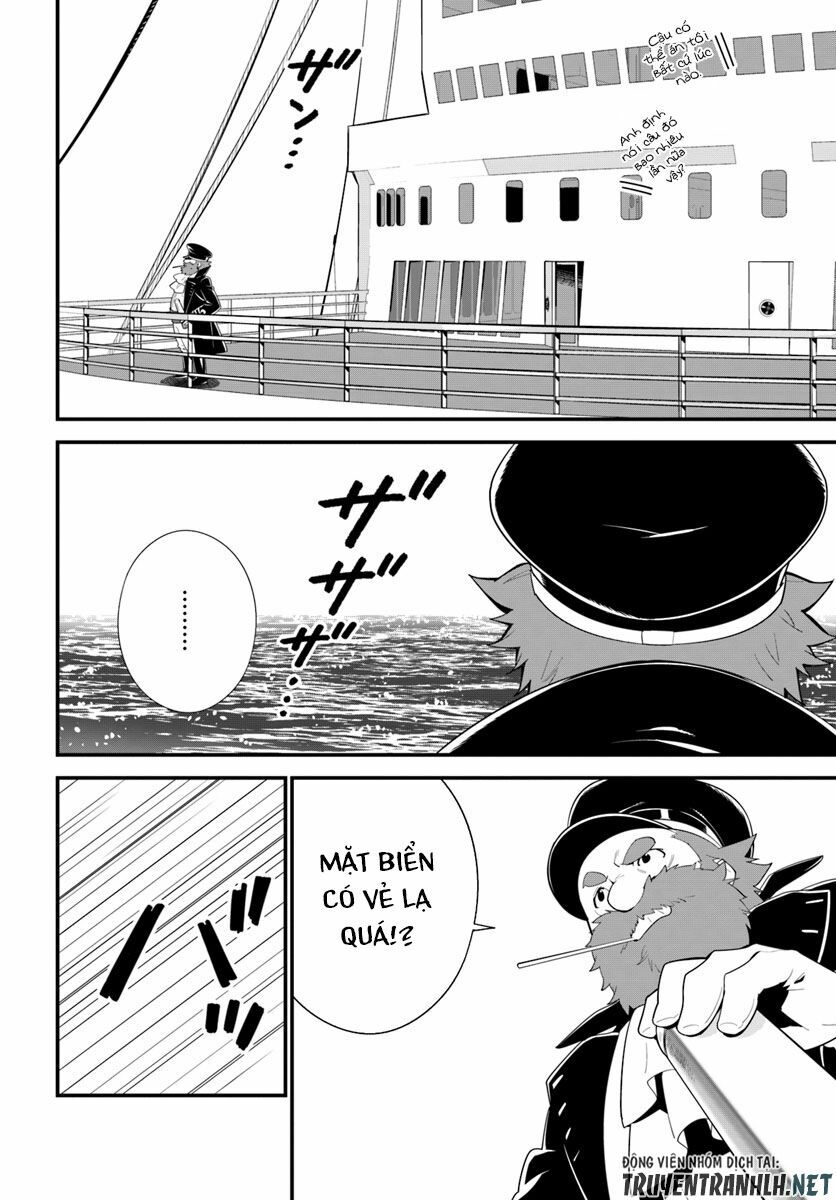 Cậu có
thể ăn tôi
bất cứ lúc
nào.
Anh định
nói câu đó
bao nhiêu
lần nữa
vậy?
ザザン…
ザザザ…
………
MẶT BIỂN
CÓ VẺ LẠ
QUÁ!?
バッ
ĐỘNG VIÊN NHÓM DỊCH TẠI:
TRUYENTRANHLH.NET